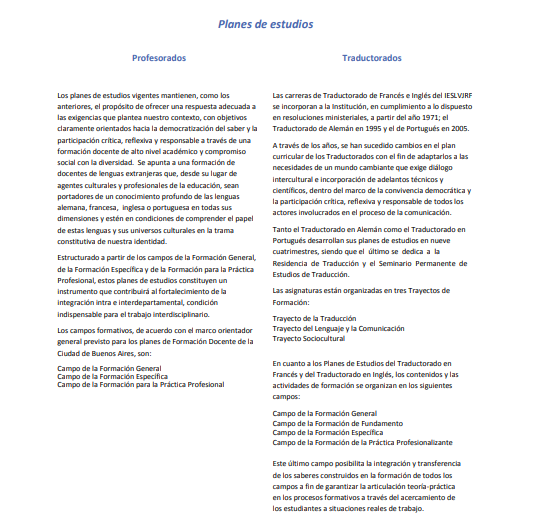 Planes de estudios
Profesorados
Los planes de estudios vigentes mantienen, como los
anteriores, el propósito de ofrecer una respuesta adecuada a
las exigencias que plantea nuestro contexto, con objetivos
claramente orientados hacia la democratización del saber y la
participación crítica, reflexiva y responsable a través de una
formación docente de alto nivel académico y compromiso
social con la diversidad. Se apunta a una formación de
docentes de lenguas extranjeras que, desde su lugar de
agentes culturales y profesionales de la educación, sean
portadores de un conocimiento profundo de las lenguas
alemana, francesa, inglesa o portuguesa en todas sus
dimensiones y estén en condiciones de comprender el papel
de estas lenguas y sus universos culturales en la trama
constitutiva de nuestra identidad.
Estructurado a partir de los campos de la Formación General,
de la Formación Específica y de la Formación para la Práctica
Profesional, estos planes de estudios constituyen un
instrumento que contribuirá al fortalecimiento de la
integración intra e interdepartamental, condición
indispensable para el trabajo interdisciplinario.
Los campos formativos, de acuerdo con el marco orientador
general previsto para los planes de Formación Docente de la
Ciudad de Buenos Aires, son:
Campo de la Formación General
Campo de la Formación Específica
Campo de la Formación para la Práctica Profesional
Traductorados
Las carreras de Traductorado de Francés e Inglés del IESLVJRF
se incorporan a la Institución, en cumplimiento a lo dispuesto
en resoluciones ministeriales, a partir del año 1971; el
Traductorado de Alemán en 1995 y el de Portugués en 2005.
A través de los años, se han sucedido cambios en el plan
curricular de los Traductorados con el fin de adaptarlos a las
necesidades de un mundo cambiante que exige diálogo
intercultural e incorporación de adelantos técnicos y
científicos, dentro del marco de la convivencia democrática y
la participación crítica, reflexiva y responsable de todos los
actores involucrados en el proceso de la comunicación.
Tanto el Traductorado en Alemán como el Traductorado en
Portugués desarrollan sus planes de estudios en nueve
cuatrimestres, siendo que el último se dedica a la
Residencia de Traducción y el Seminario Permanente de
Estudios de Traducción.
Las asignaturas están organizadas en tres Trayectos de
Formación:
Trayecto de la Traducción
Trayecto del Lenguaje y la Comunicación
Trayecto Sociocultural
En cuanto a los Planes de Estudios del Traductorado en
Francés y del Traductorado en Inglés, los contenidos y las
actividades de formación se organizan en los siguientes
campos:
Campo de la Formación General
Campo de la Formación de Fundamento
Campo de la Formación Específica
Campo de la Formación de la Práctica Profesionalizante
Este último campo posibilita la integración y transferencia
de los saberes construidos en la formación de todos los
campos a fin de garantizar la articulación teoría-práctica
en los procesos formativos a través del acercamiento de
los estudiantes a situaciones reales de trabajo.